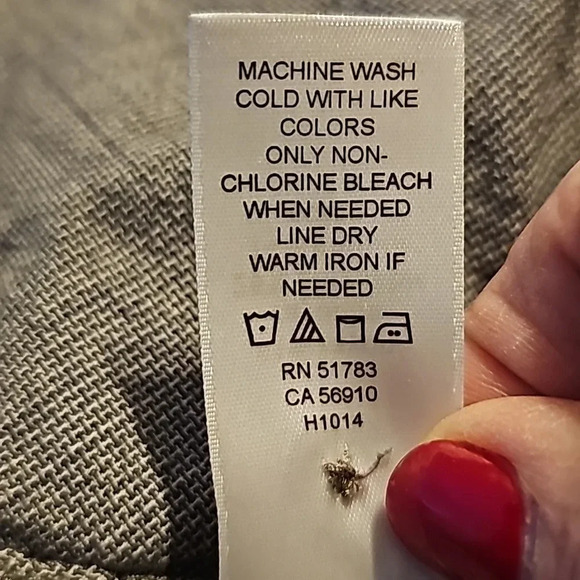 MACHINE WASH
COLD WITH LIKE
COLORS
ONLY NON-
CHLORINE BLEACH
WHEN NEEDED
LINE DRY
WARM IRON IF
NEEDED
RN 51783
CA 56910
H1014